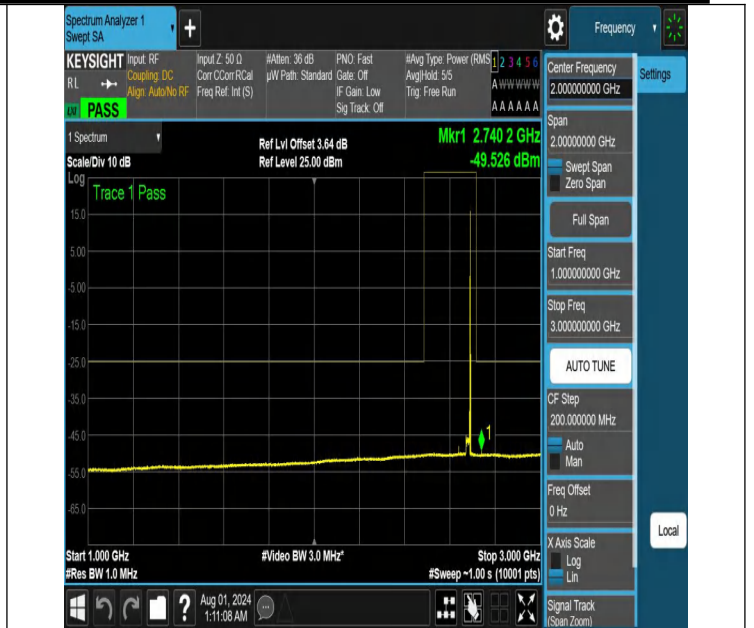 Spectrum Analyzer 1
Swept SA
Frequency
KEYSIGHT
Input: RF
Coupling: DC
Align: Auto/No RF
Input Z: 50 Ω
Corr CCorr RCal
Freq Ref: Int (S)
#Atten: 36 dB
µW Path: Standard
PNO: Fast
Gate: Off
IF Gain: Low
Sig Track: Off
#Avg Type: Power (RMS
Avg|Hold: 5/5
Trig: Free Run
1 2 3 4 5 6
A W W W W W
A A A A A A
R L
LXI
PASS
1 Spectrum
Scale/Div 10 dB
Ref Lvl Offset 3.64 dB
Ref Level 25.00 dBm
Mkr1 2.740 2 GHz
-49.526 dBm
Log
Trace 1 Pass
15.0
5.00
-5.00
-15.0
-25.0
-35.0
-45.0
-55.0
-65.0
1
Start 1.000 GHz
#Res BW 1.0 MHz
#Video BW 3.0 MHz*
Stop 3.000 GHz
#Sweep ~1.00 s (10001 pts)
Aug 01, 2024
1:11:08 AM
Center Frequency
2.000000000 GHz
Settings
Span
2.00000000 GHz
Swept Span
Zero Span
Full Span
Start Freq
1.000000000 GHz
Stop Freq
3.000000000 GHz
AUTO TUNE
CF Step
200.000000 MHz
Auto
Man
Freq Offset
0 Hz
X Axis Scale
Log
Lin
Local
Signal Track
(Span Zoom)